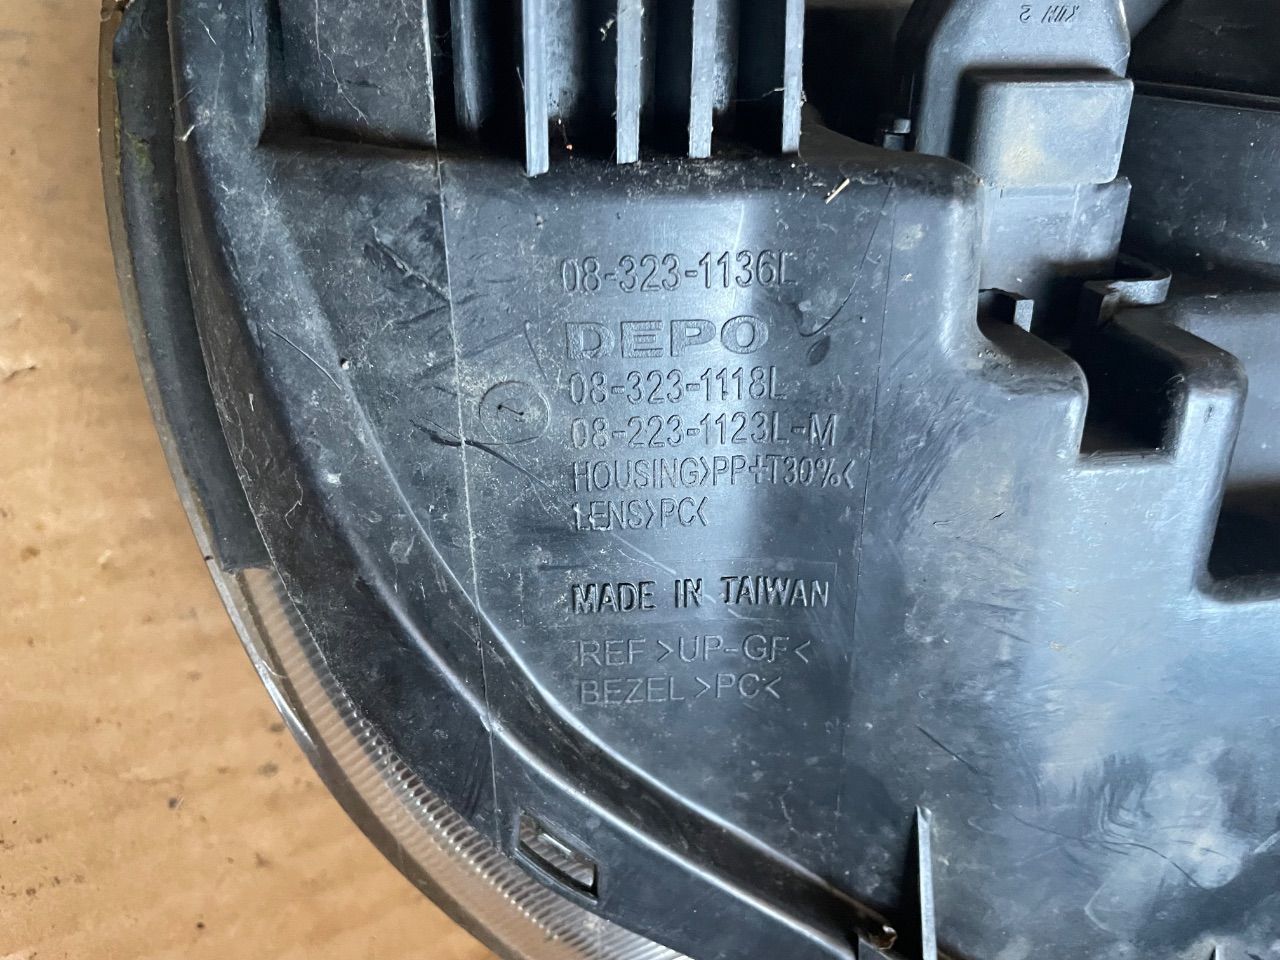 08-323-1136L
DEPO
08-323-1118L
08-223-1123L-M
HOUSING>PP+T30%<
LENS>PC<
MADE IN TAIWAN
REF>UP-GF<
BEZEL>PC<